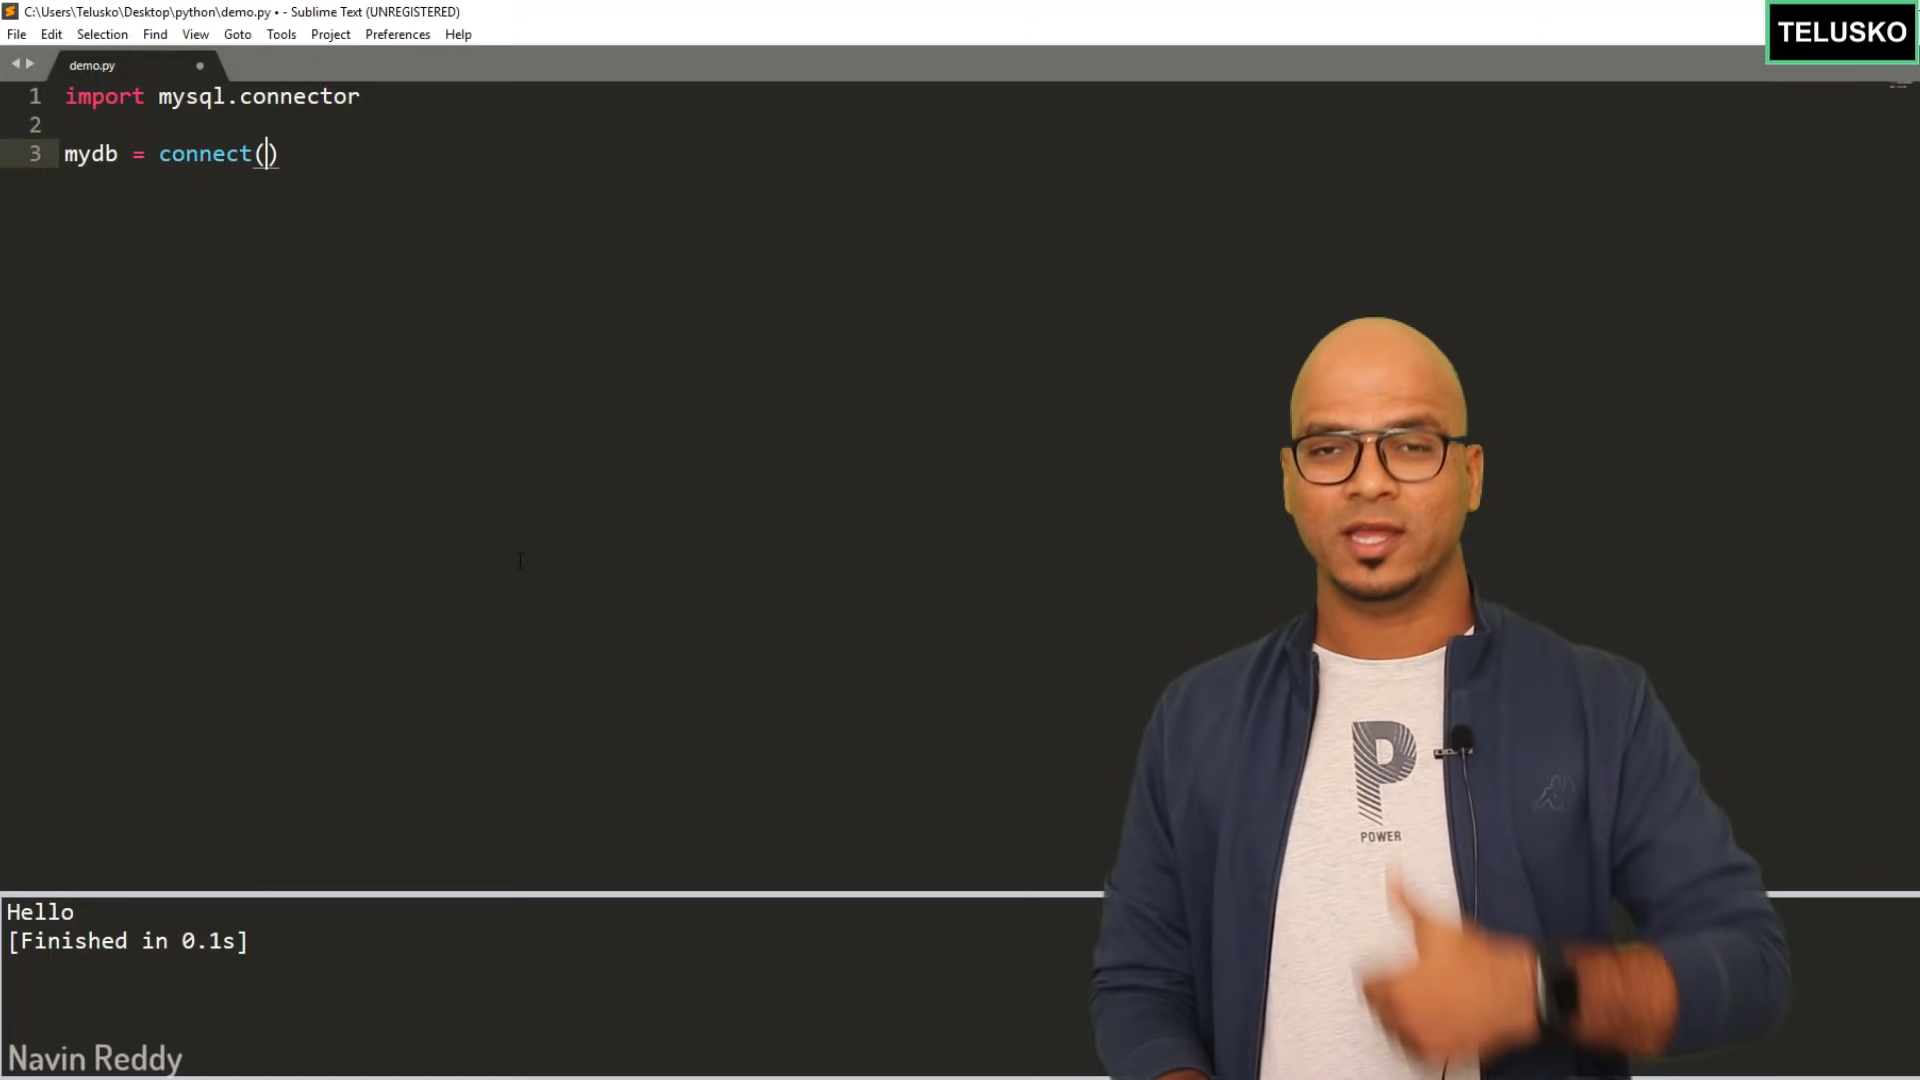 C:\Users\Telusko\Desktop\python\demo.py • - Sublime Text (UNREGISTERED)
TELUSKO
File Edit Selection Find View Goto Tools Project Preferences Help
demo.py
1 import mysql.connector
2
3 mydb = connect()
P
POWER
Hello
[Finished in 0.1s]
Navin Reddy